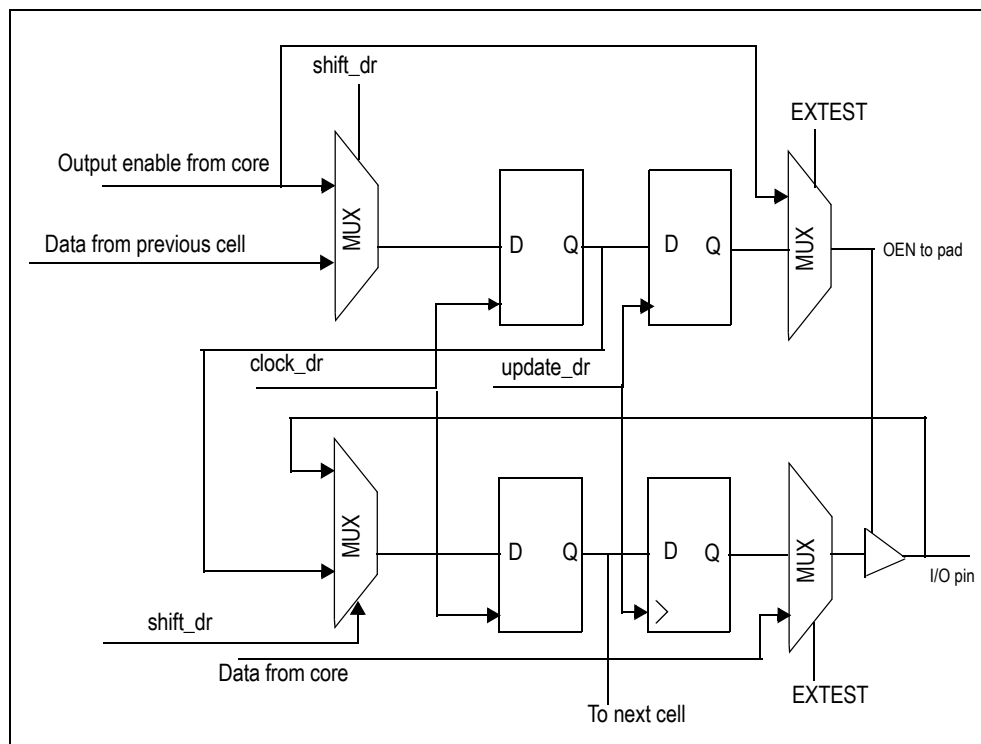 shift_dr
EXTEST
Output enable from core
MUX
D Q
D Q
MUX
Data from previous cell
OEN to pad
clock_dr
update_dr
MUX
D Q
D Q
MUX
I/O pin
shift_dr
Data from core
EXTEST
To next cell